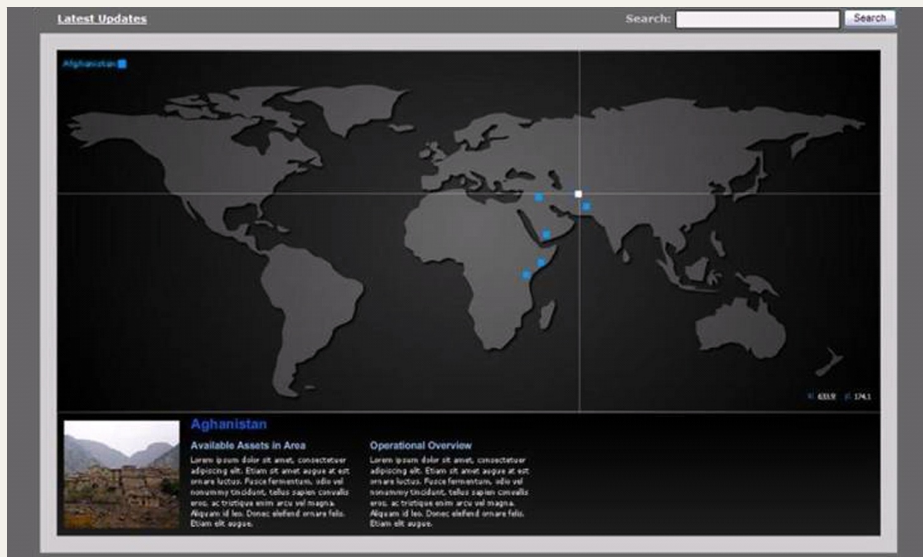 Latest Updates
Search:
Search
Afghanistan
x: 633.9 y: 174.1
Aghanistan
Available Assets in Area
Lorem ipsum dolor sit amet, consectetuer
adipiscing elit. Etiam sit amet augue at est
ornare luctus. Fusce fermentum, odio vel
nonummy tincidunt, tellus sapien convallis
eros, ac tristique enim arcu vel magna.
Aliquam id leo. Donec eleifend ornare felis.
Etiam elit augue.
Operational Overview
Lorem ipsum dolor sit amet, consectetuer
adipiscing elit. Etiam sit amet augue at est
ornare luctus. Fusce fermentum, odio vel
nonummy tincidunt, tellus sapien convallis
eros, ac tristique enim arcu vel magna.
Aliquam id leo. Donec eleifend ornare felis.
Etiam elit augue.